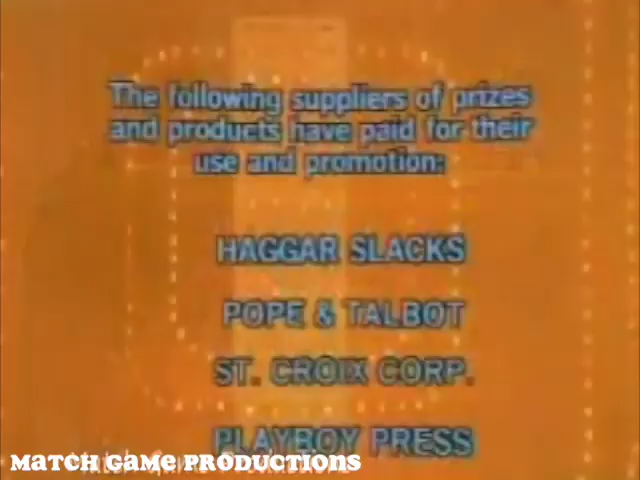 The following suppliers of prizes
and products have paid for their
use and promotion:
HAGGAR SLACKS
POPE & TALBOT
ST. CROIX CORP.
PLAYBOY PRESS
MATCH GAME PRODUCTIONS